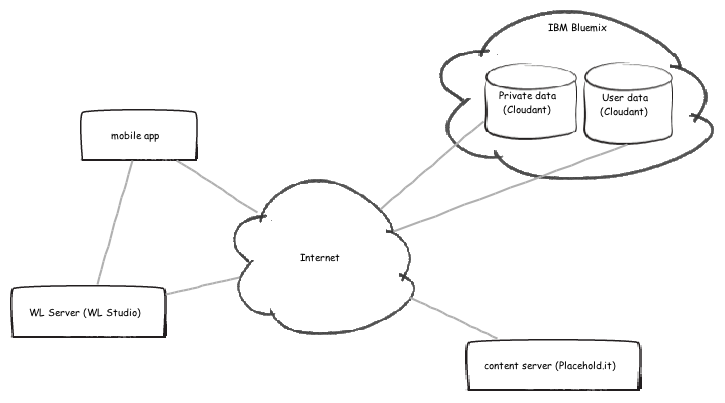 IBM Bluemix
Private data
(Cloudant)
User data
(Cloudant)
mobile app
Internet
WL Server (WL Studio)
content server (Placehold.it)